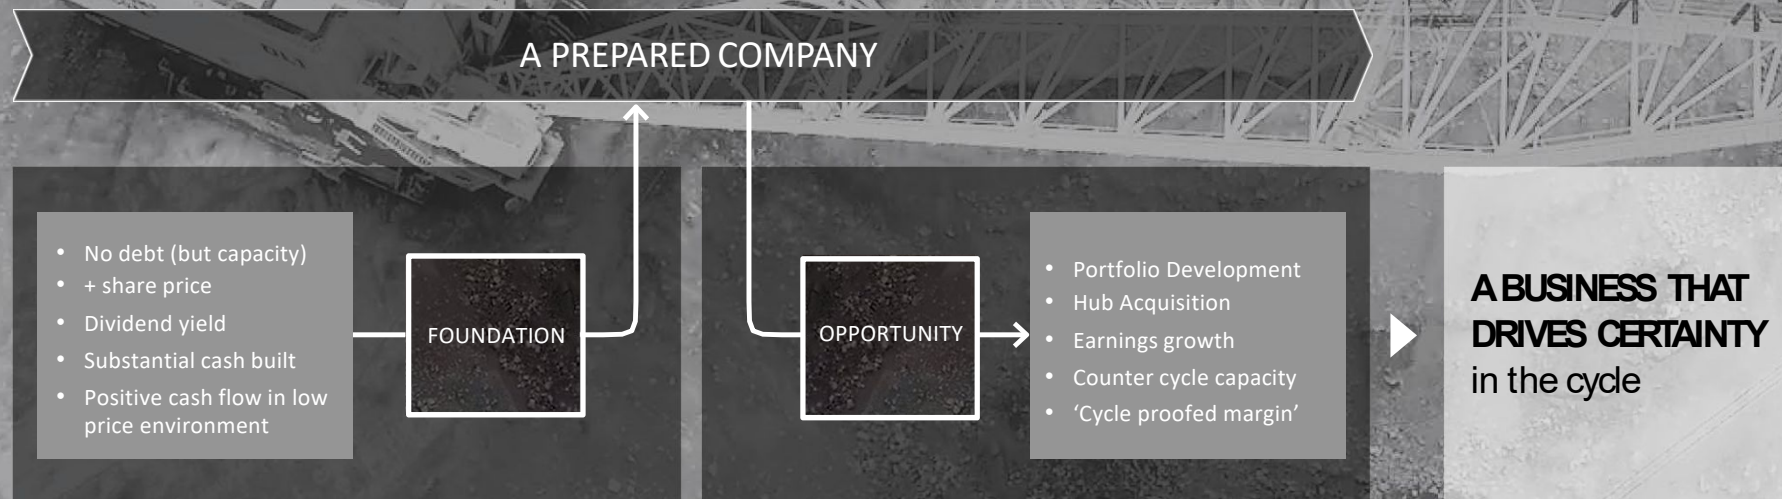 A PREPARED COMPANY
• No debt (but capacity)
• + share price
• Dividend yield
• Substantial cash built
• Positive cash flow in low
price environment
FOUNDATION
OPPORTUNITY
• Portfolio Development
• Hub Acquisition
• Earnings growth
• Counter cycle capacity
• ‘Cycle proofed margin’
A BUSINESS THAT
DRIVES CERTAINTY
in the cycle